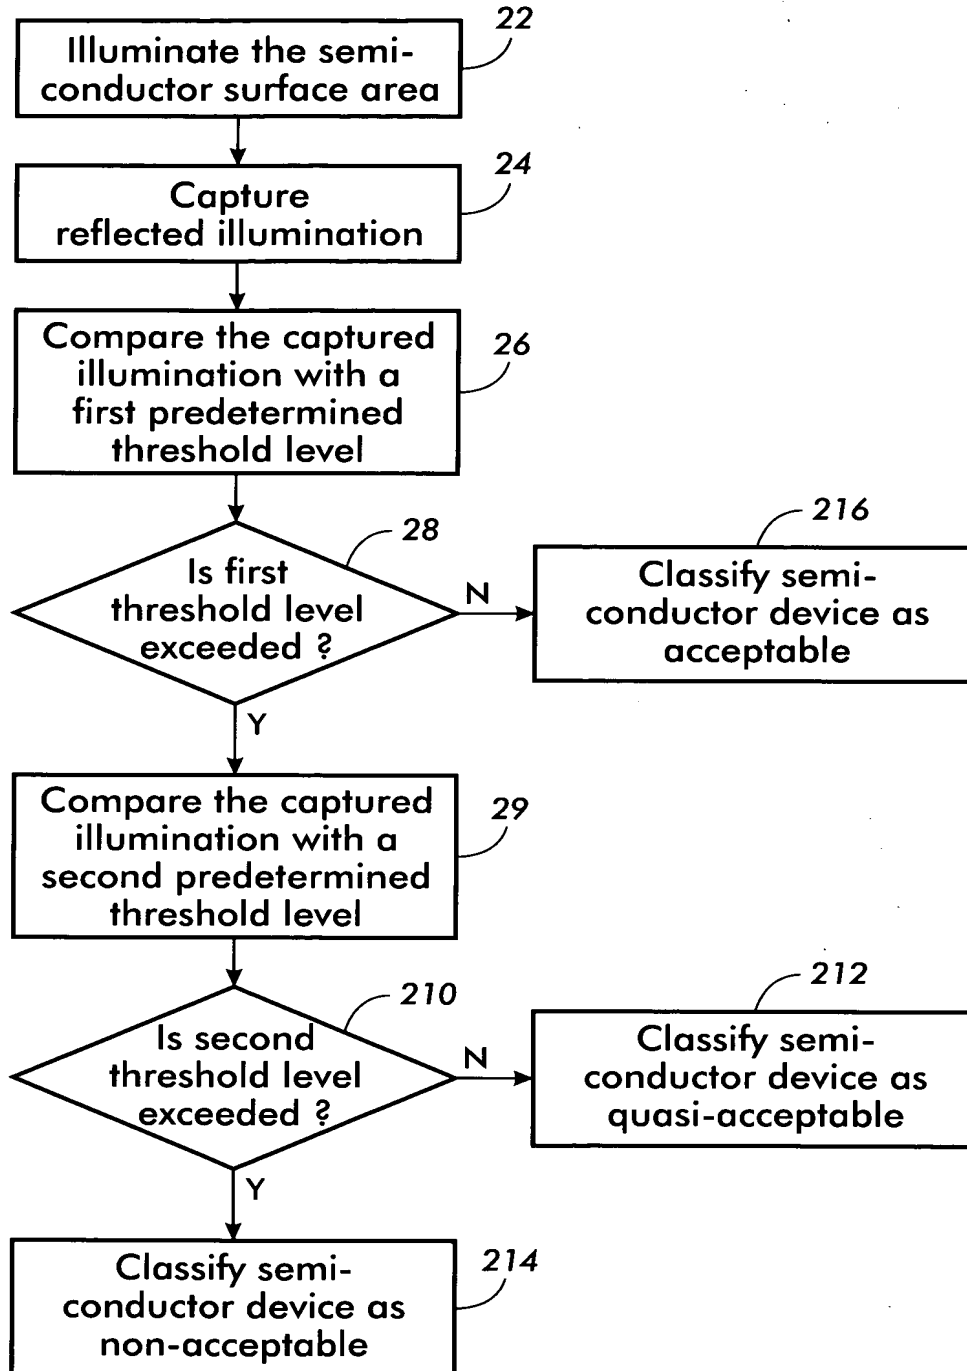 22
Illuminate the semi-
conductor surface area
24
Capture
reflected illumination
26
Compare the captured
illumination with a
first predetermined
threshold level
28
Is first
threshold level
exceeded ?
N
216
Classify semi-
conductor device as
acceptable
Y
29
Compare the captured
illumination with a
second predetermined
threshold level
210
Is second
threshold level
exceeded ?
N
212
Classify semi-
conductor device as
quasi-acceptable
Y
214
Classify semi-
conductor device as
non-acceptable